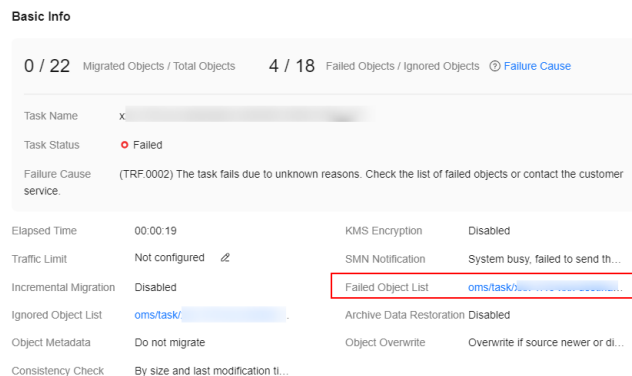 Basic Info
0 / 22 Migrated Objects / Total Objects 4 / 18 Failed Objects / Ignored Objects ? Failure Cause
Task Name x
Task Status Failed
Failure Cause (TRF.0002) The task fails due to unknown reasons. Check the list of failed objects or contact the customer
service.
Elapsed Time 00:00:19 KMS Encryption Disabled
Traffic Limit Not configured SMN Notification System busy, failed to send th...
Incremental Migration Disabled Failed Object List oms/task/
Ignored Object List oms/task/ Archive Data Restoration Disabled
Object Metadata Do not migrate Object Overwrite Overwrite if source newer or di...
Consistency Check By size and last modification ti...